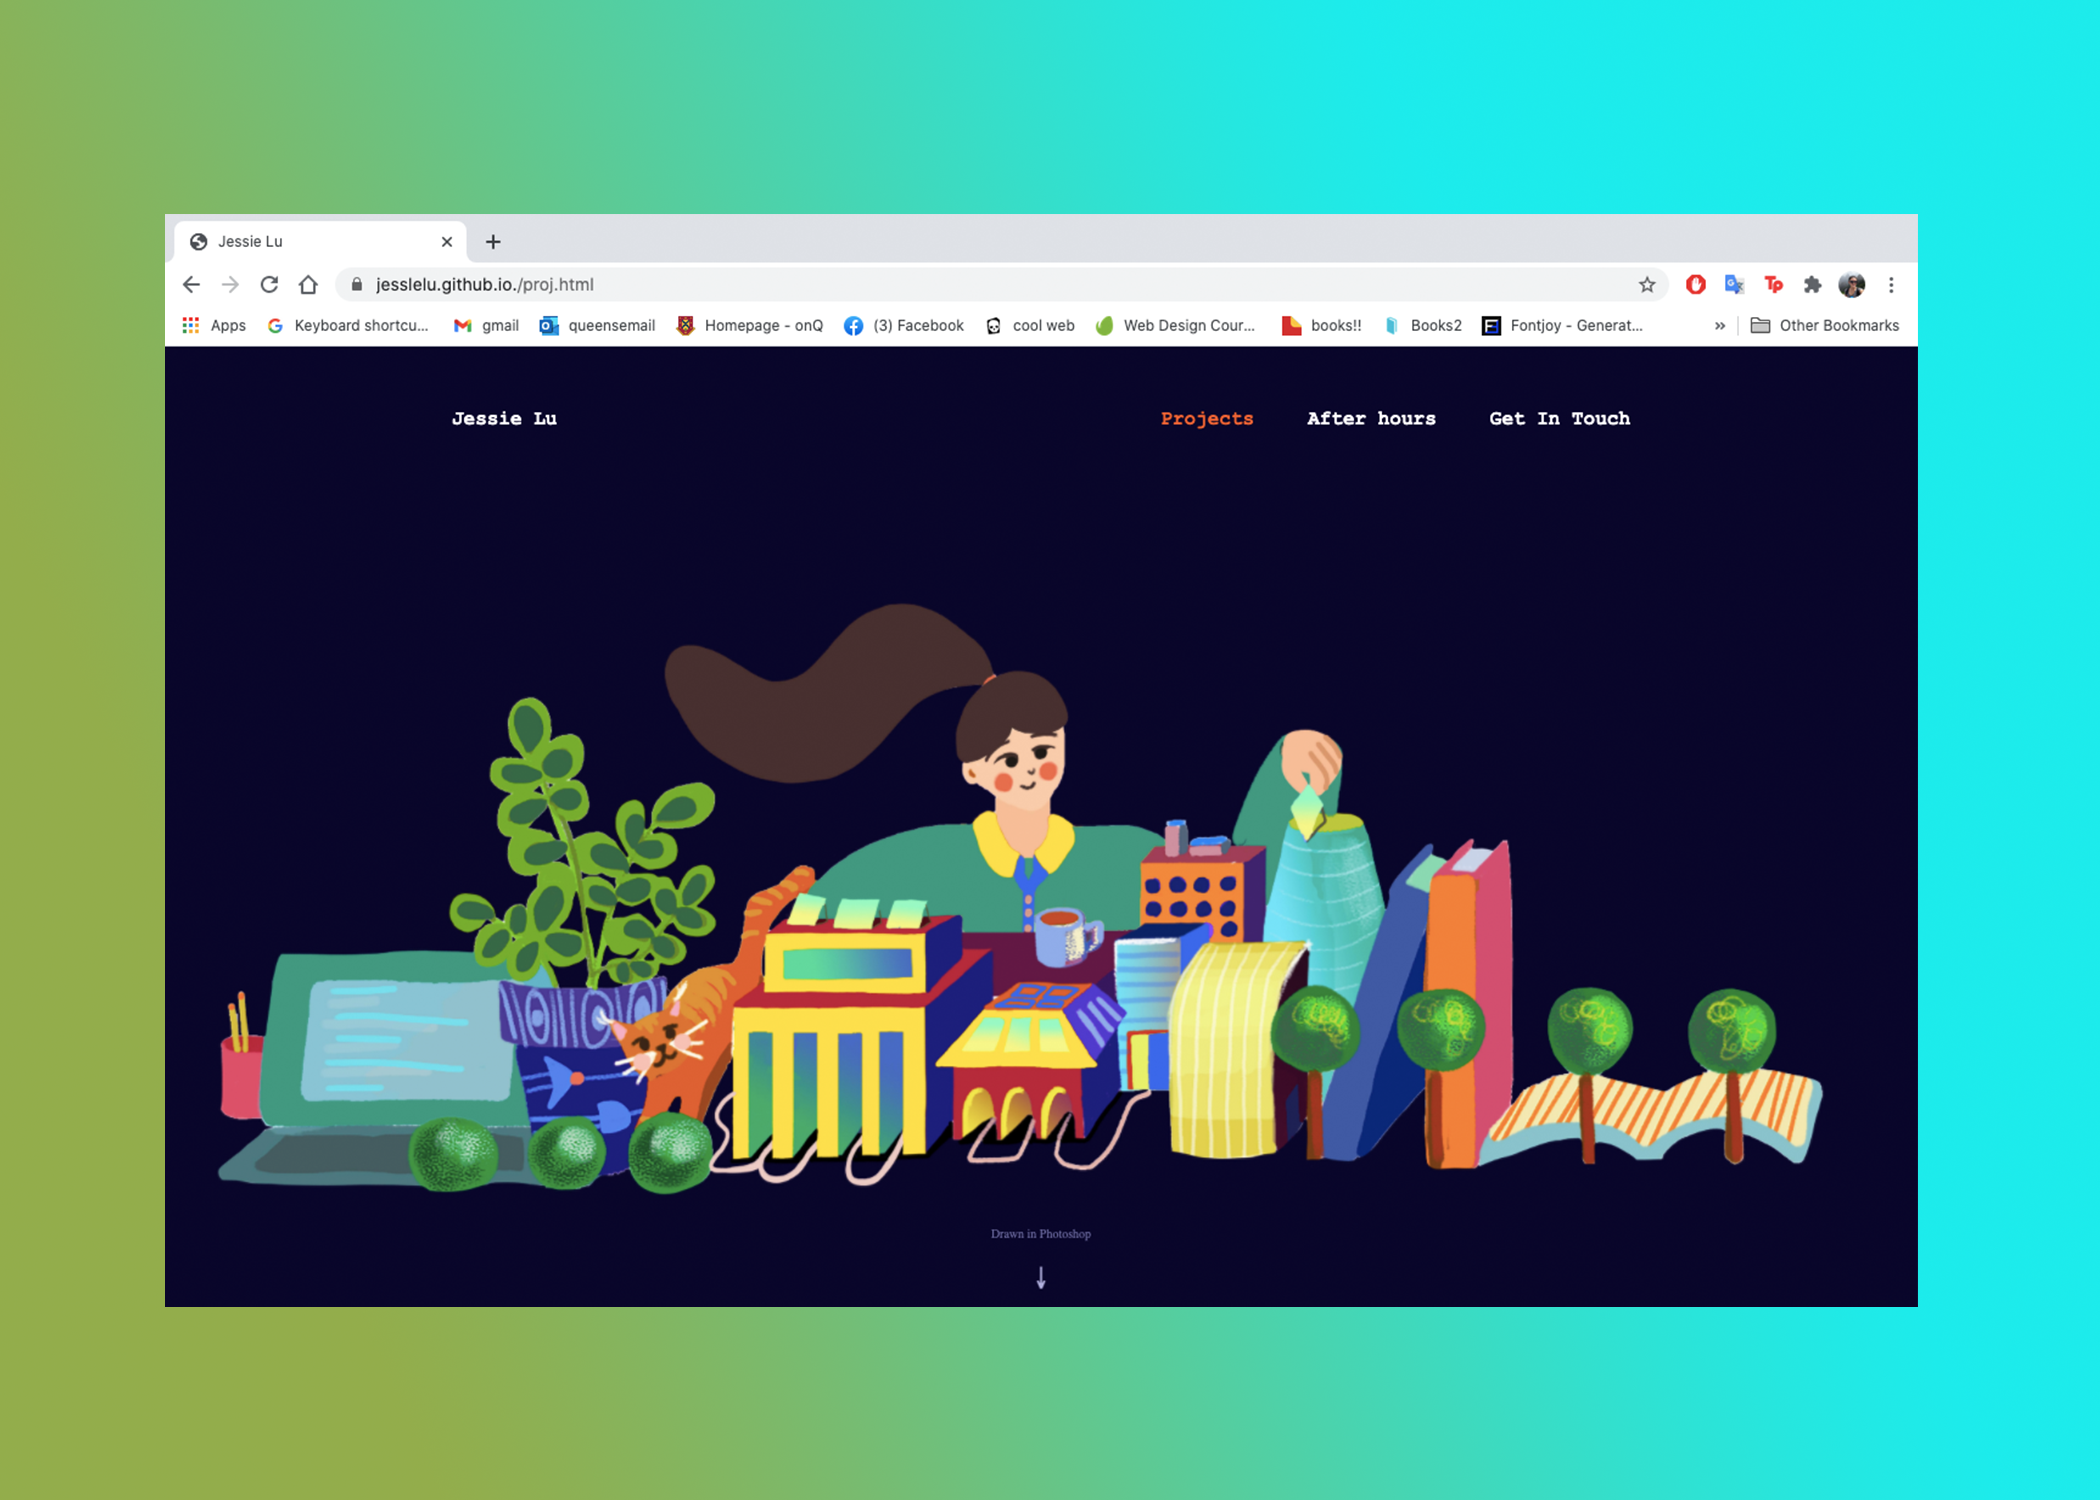 Jessie Lu
jesslelu.github.io./proj.html
Apps Keyboard shortcu... gmail queensemail Homepage - onQ (3) Facebook cool web Web Design Cour... books!! Books2 Fontjoy - Generat... » Other Bookmarks
Jessie Lu Projects After hours Get In Touch
Drawn in Photoshop